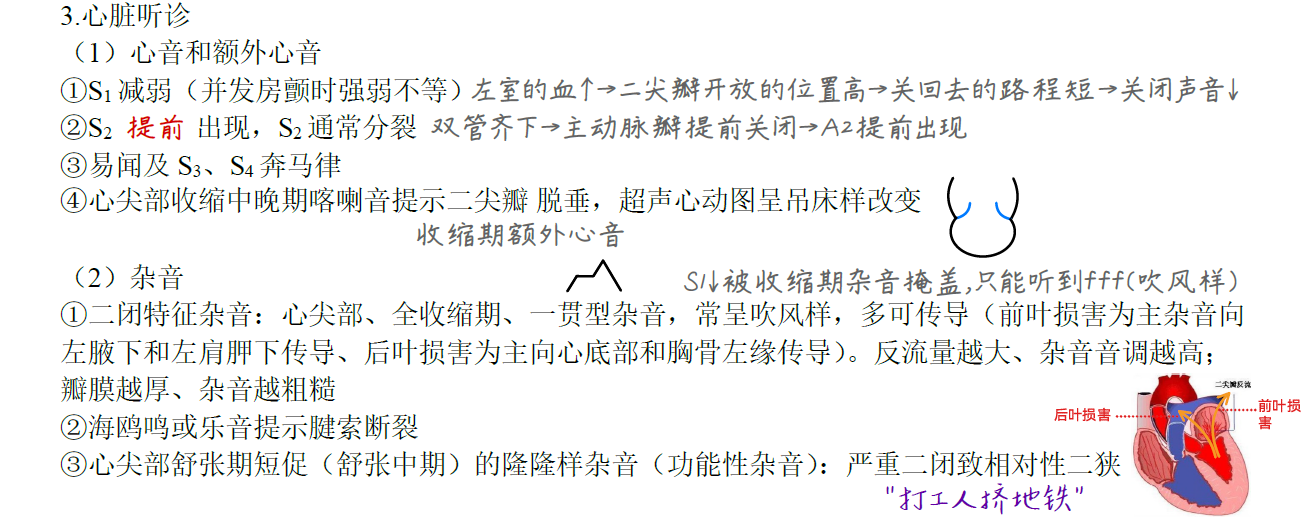 3.心脏听诊
（1）心音和额外心音
①S₁减弱（并发房颤时强弱不等）左室的血↑→二尖瓣开放的位置高→关回去的路程短→关闭声音↓
②S₂ 提前 出现，S₂通常分裂 双管齐下→主动脉瓣提前关闭→A2提前出现
③易闻及 S₃、S₄奔马律
④心尖部收缩中晚期喀喇音提示二尖瓣 脱垂，超声心动图呈吊床样改变
收缩期额外心音
（2）杂音
S1↓被收缩期杂音掩盖,只能听到fff(吹风样)
①二闭特征杂音：心尖部、全收缩期、一贯型杂音，常呈吹风样，多可传导（前叶损害为主杂音向
左腋下和左肩胛下传导、后叶损害为主向心底部和胸骨左缘传导）。反流量越大、杂音音调越高；
瓣膜越厚、杂音越粗糙
二尖瓣反流
后叶损害
前叶损
害
②海鸥鸣或乐音提示腱索断裂
③心尖部舒张期短促（舒张中期）的隆隆样杂音（功能性杂音）：严重二闭致相对性二狭
"打工人挤地铁"